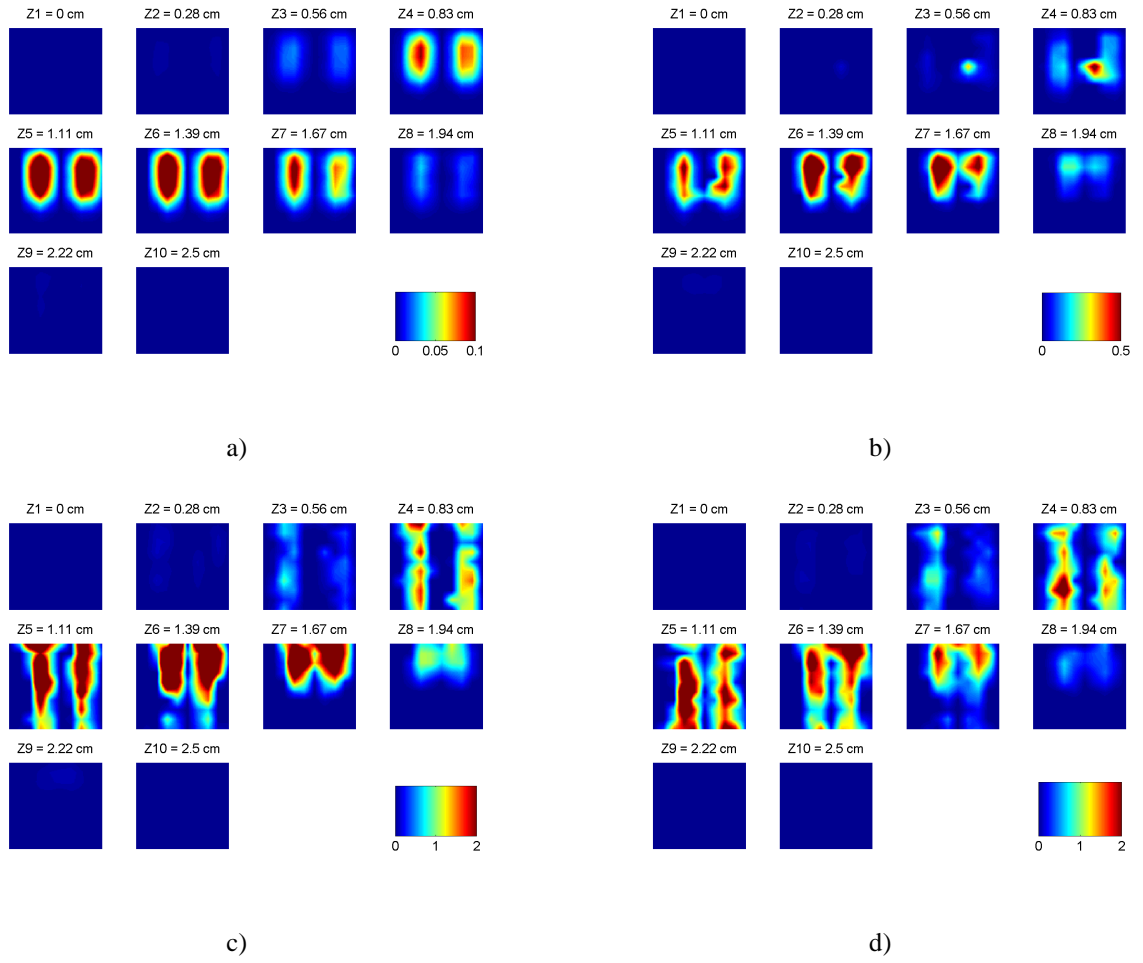 Z1 = 0 cm Z2 = 0.28 cm Z3 = 0.56 cm Z4 = 0.83 cm
Z5 = 1.11 cm Z6 = 1.39 cm Z7 = 1.67 cm Z8 = 1.94 cm
Z9 = 2.22 cm Z10 = 2.5 cm
0 0.05 0.1
a)
Z1 = 0 cm Z2 = 0.28 cm Z3 = 0.56 cm Z4 = 0.83 cm
Z5 = 1.11 cm Z6 = 1.39 cm Z7 = 1.67 cm Z8 = 1.94 cm
Z9 = 2.22 cm Z10 = 2.5 cm
0 0.5
b)
Z1 = 0 cm Z2 = 0.28 cm Z3 = 0.56 cm Z4 = 0.83 cm
Z5 = 1.11 cm Z6 = 1.39 cm Z7 = 1.67 cm Z8 = 1.94 cm
Z9 = 2.22 cm Z10 = 2.5 cm
0 1 2
c)
Z1 = 0 cm Z2 = 0.28 cm Z3 = 0.56 cm Z4 = 0.83 cm
Z5 = 1.11 cm Z6 = 1.39 cm Z7 = 1.67 cm Z8 = 1.94 cm
Z9 = 2.22 cm Z10 = 2.5 cm
0 1 2
d)